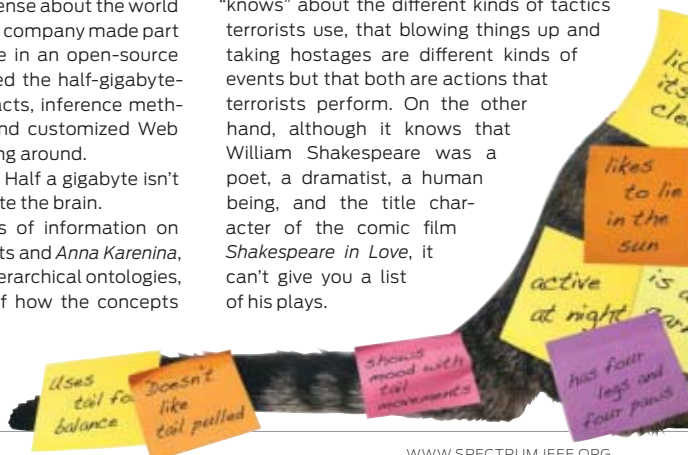 ense about the world
company made part
e in an open-source
ed the half-gigabyte-
acts, inference meth-
nd customized Web
ng around.
Half a gigabyte isn't
te the brain.
s of information on
ts and Anna Karenina,
erarchical ontologies,
f how the concepts
"knows" about the different kinds of tactics
terrorists use, that blowing things up and
taking hostages are different kinds of
events but that both are actions that
terrorists perform. On the other
hand, although it knows that
William Shakespeare was a
poet, a dramatist, a human
being, and the title char-
acter of the comic film
Shakespeare in Love, it
can't give you a list
of his plays.
lic
its
cle
likes
to lie
in the
sun
active
at night
is a
has four
legs and
four paws
shows
mood with
tail
movements
Uses
tail fo
balance
Doesn't
like
tail pulled
WWW.SPECTRUM.IEEE.ORG